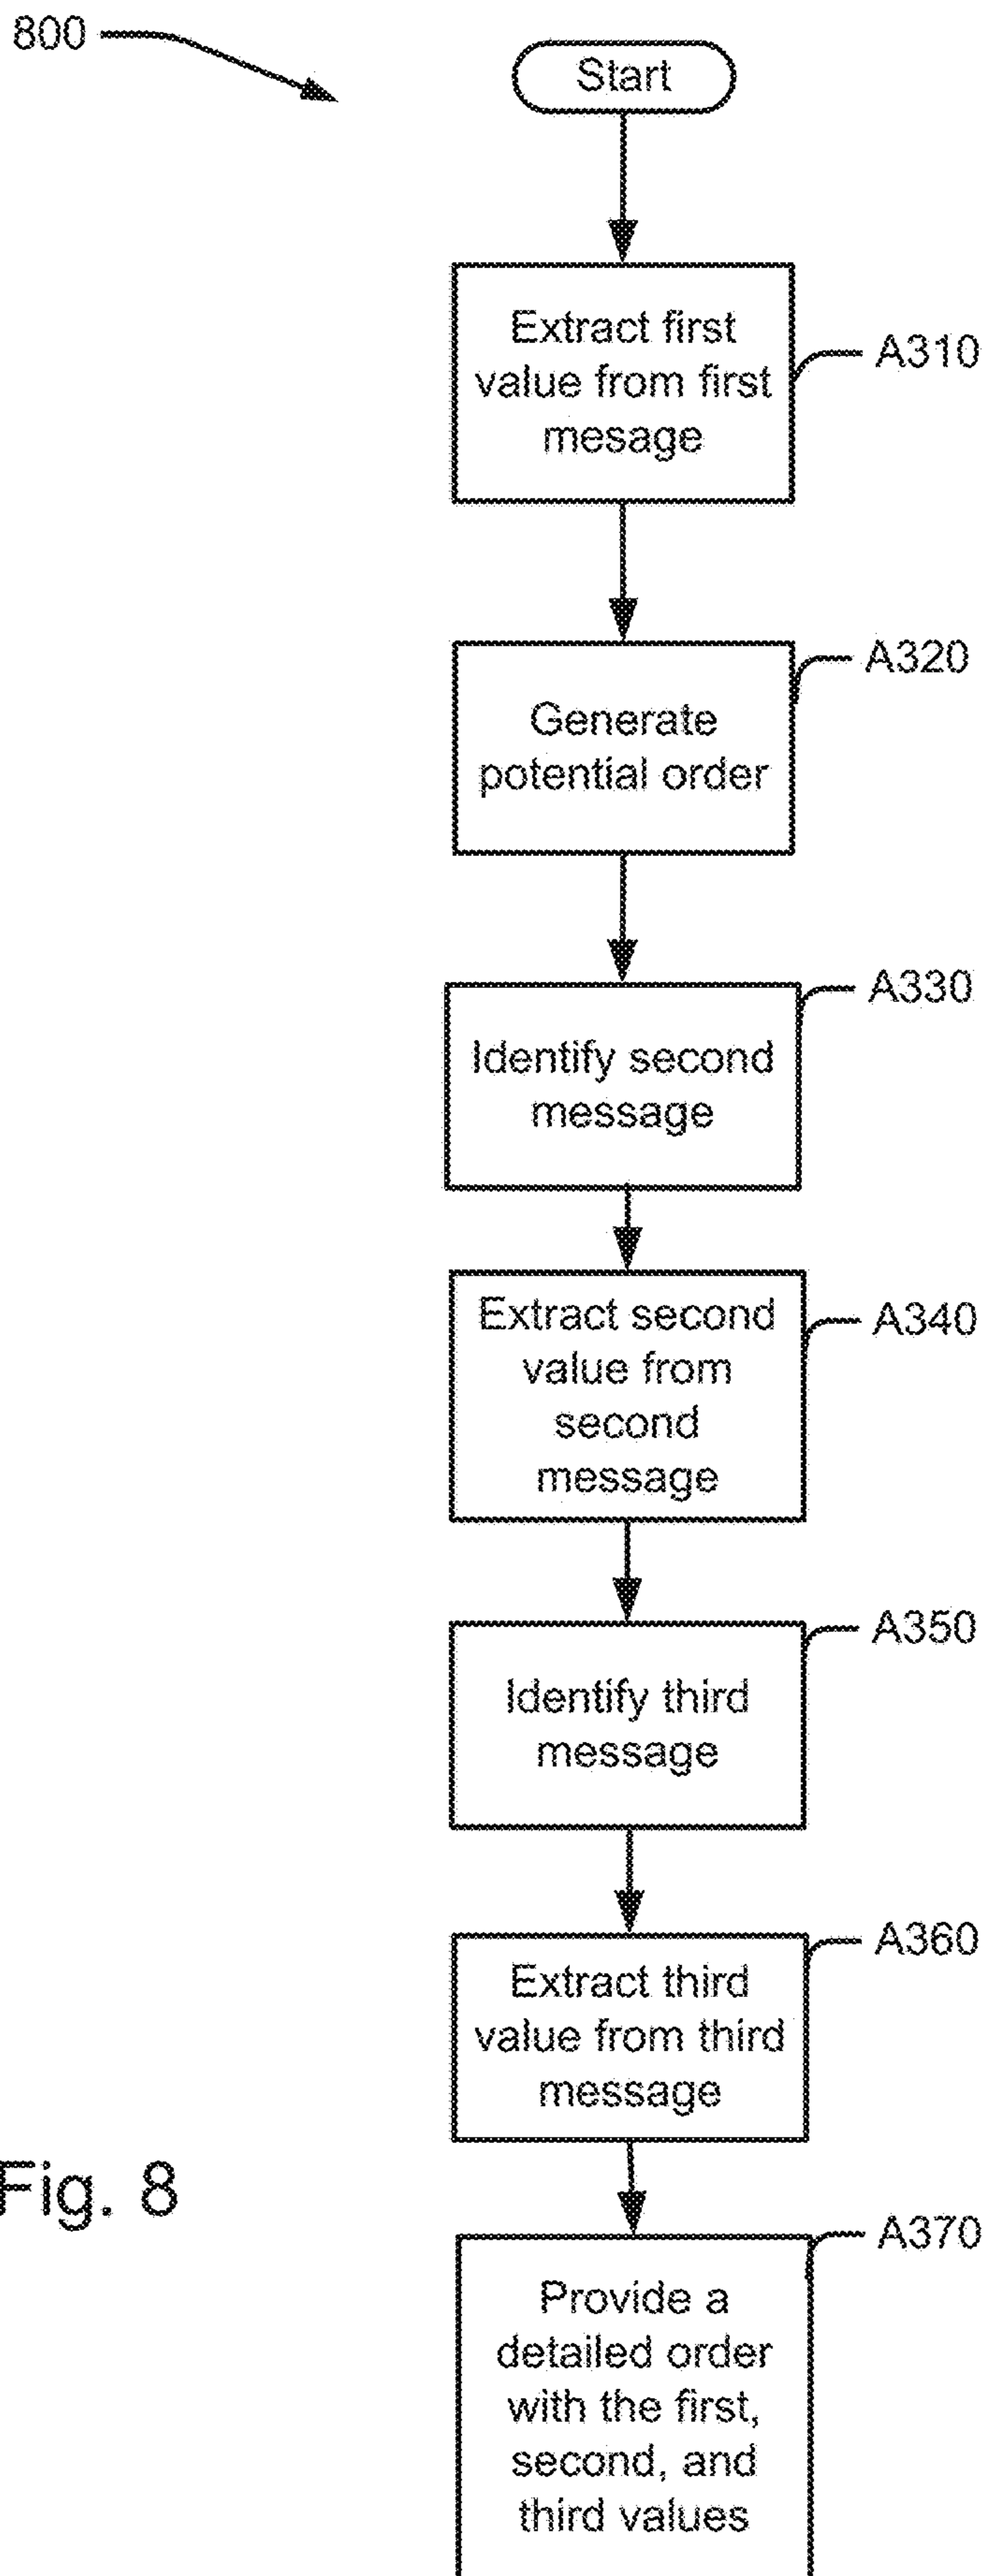 800
Start
Extract first
value from first
mesage
A310
Generate
potential order
A320
Identify second
message
A330
Extract second
value from
second
message
A340
Identify third
message
A350
Extract third
value from third
message
A360
Fig. 8
Provide a
detailed order
with the first,
second, and
third values
A370